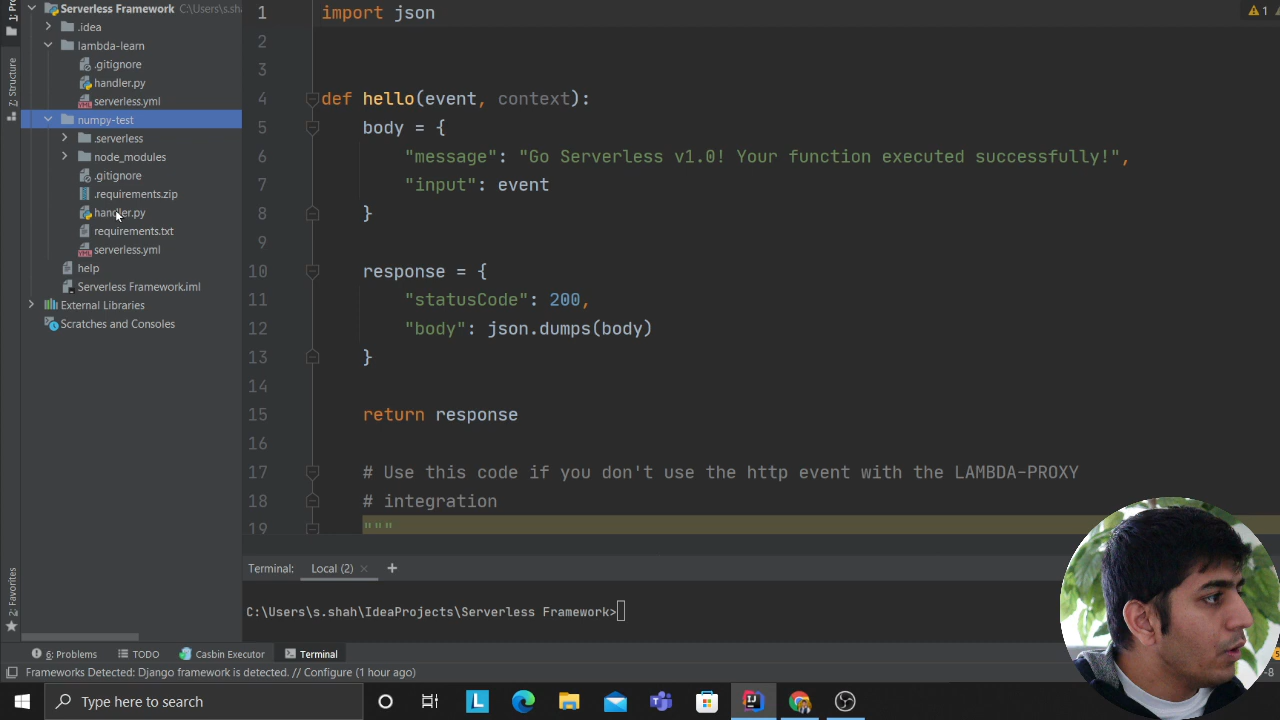 Serverless Framework C:\Users\s.sha
.idea
lambda-learn
.gitignore
handler.py
serverless.yml
numpy-test
.serverless
node_modules
.gitignore
.requirements.zip
handler.py
requirements.txt
serverless.yml
help
Serverless Framework.iml
External Libraries
Scratches and Consoles
Z: Structure
2: Favorites
1 import json
2
3
4 def hello(event, context):
5 body = {
6 "message": "Go Serverless v1.0! Your function executed successfully!",
7 "input": event
8 }
9
10 response = {
11 "statusCode": 200,
12 "body": json.dumps(body)
13 }
14
15 return response
16
17 # Use this code if you don't use the http event with the LAMBDA-PROXY
18 # integration
19 """
1
Terminal: Local (2) × +
C:\Users\s.shah\IdeaProjects\Serverless Framework>
6: Problems TODO Casbin Executor Terminal
Frameworks Detected: Django framework is detected. // Configure (1 hour ago)
Type here to search